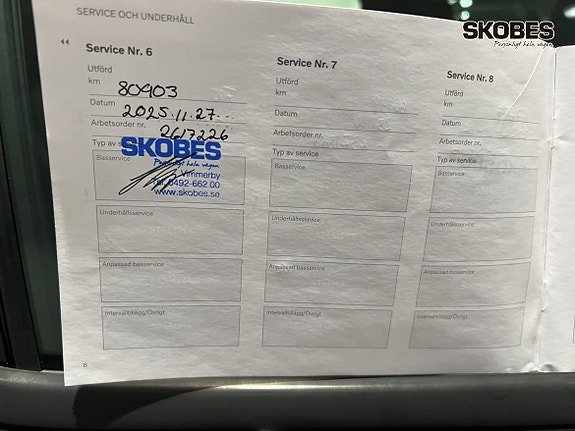 SERVICE OCH UNDERHÅLL
SKOBES
Personligt hela vägen
Service Nr. 6
Utförd
km 80903
Datum 2025.11.27
Arbetsorder nr. 2617226
Typ av service
Basservice
SKOBES
Personligt hela vägen
Vimmerby
Tel. 0492-662 00
www.skobes.se
Underhållsservice
Anpassad basservice
Intervalltillägg/Övrigt
Service Nr. 7
Utförd
km
Datum
Arbetsorder nr.
Typ av service
Basservice
Underhållsservice
Anpassad basservice
Intervalltillägg/Övrigt
Service Nr. 8
Utförd
km
Datum
Arbetsorder nr.
Typ av service
Basservice
Underhållsservice
Anpassad basservice
Intervalltillägg/Övrigt